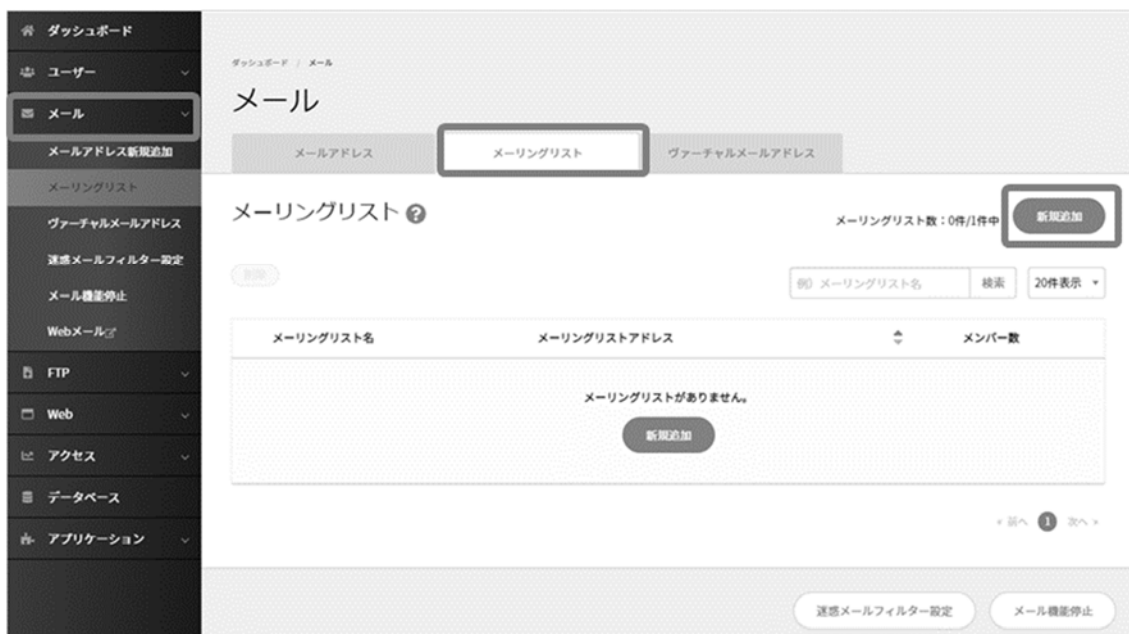 ダッシュボード
ユーザー
メール
メールアドレス新規追加
メーリングリスト
ヴァーチャルメールアドレス
迷惑メールフィルター設定
メール機能停止
Webメール
FTP
Web
アクセス
データベース
アプリケーション
ダッシュボード / メール
メール
メールアドレス
メーリングリスト
ヴァーチャルメールアドレス
メーリングリスト ?
メーリングリスト数:0件/1件中
新規追加
削除
例) メーリングリスト名
検索
20件表示
メーリングリスト名 メーリングリストアドレス メンバー数
メーリングリストがありません。
新規追加
« 前へ 1 次へ »
迷惑メールフィルター設定
メール機能停止